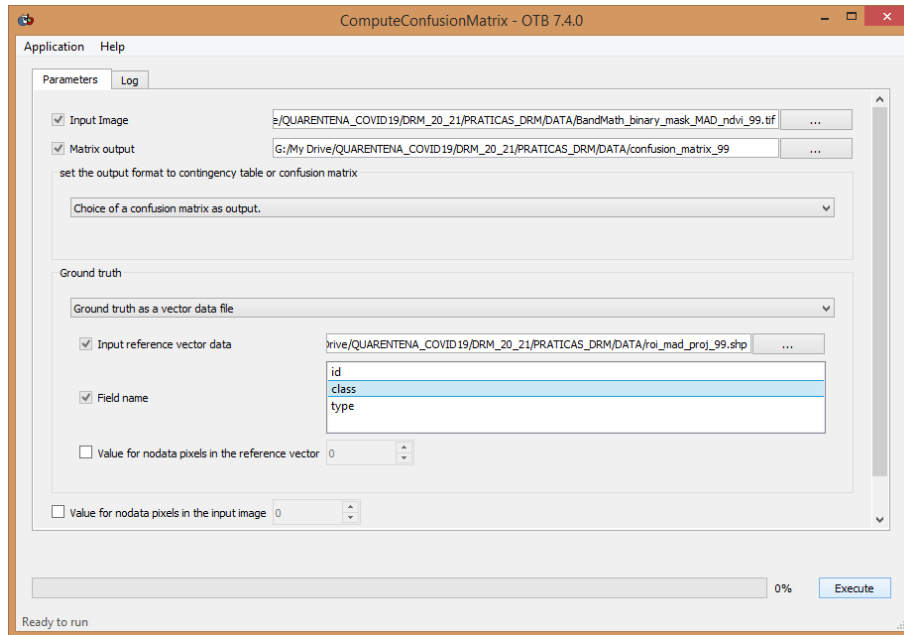 ComputeConfusionMatrix - OTB 7.4.0
Application Help
Parameters Log
Input Image e/QUARENTENA_COVID19/DRM_20_21/PRATICAS_DRM/DATA/BandMath_binary_mask_MAD_ndvi_99.tif ...
Matrix output G:/My Drive/QUARENTENA_COVID19/DRM_20_21/PRATICAS_DRM/DATA/confusion_matrix_99 ...
set the output format to contingency table or confusion matrix
Choice of a confusion matrix as output.
Ground truth
Ground truth as a vector data file
Input reference vector data Drive/QUARENTENA_COVID19/DRM_20_21/PRATICAS_DRM/DATA/roi_mad_proj_99.shp ...
id
Field name class
type
Value for nodata pixels in the reference vector 0
Value for nodata pixels in the input image 0
0% Execute
Ready to run